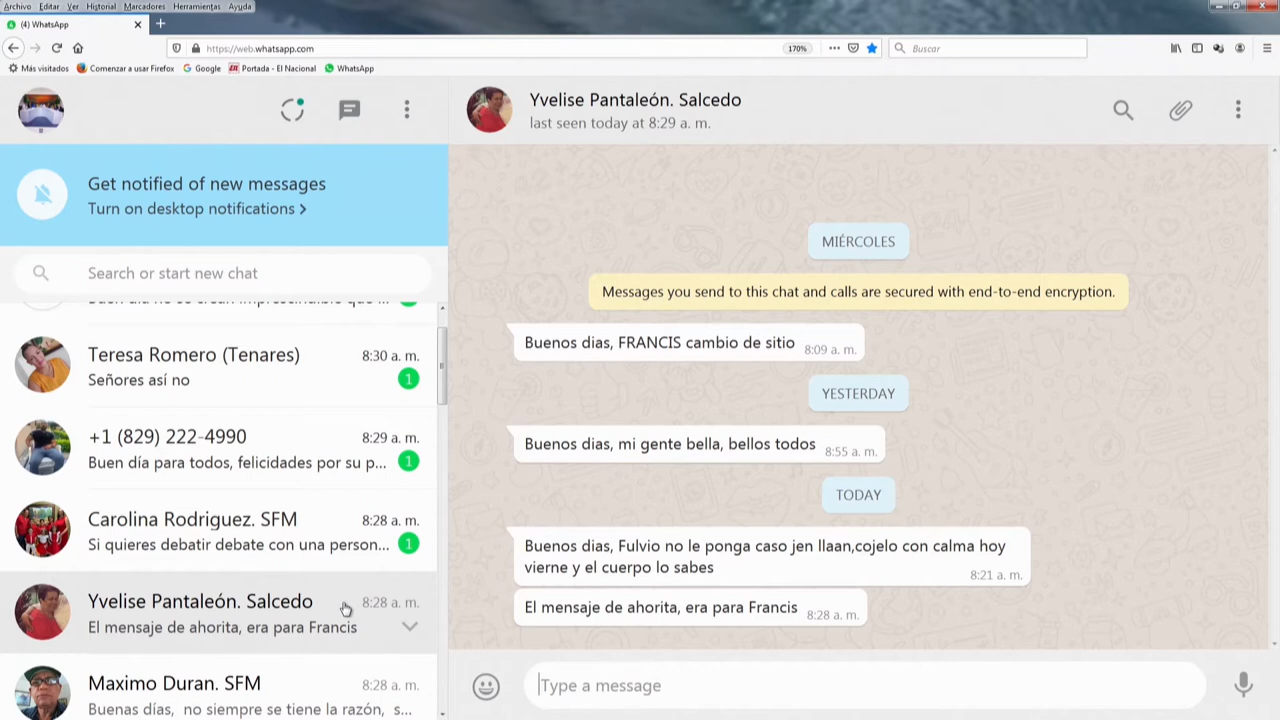 Archivo Editar Ver Historial Marcadores Herramientas Ayuda
(4) WhatsApp
https://web.whatsapp.com
170%
Buscar
Más visitados Comenzar a usar Firefox Google Portada - El Nacional WhatsApp
Get notified of new messages
Turn on desktop notifications
Search or start new chat
Teresa Romero (Tenares) 8:30 a. m.
Señores así no 1
+1 (829) 222-4990 8:29 a. m.
Buen día para todos, felicidades por su p... 1
Carolina Rodriguez. SFM 8:28 a. m.
Si quieres debatir debate con una person... 1
Yvelise Pantaleón. Salcedo 8:28 a. m.
El mensaje de ahorita, era para Francis
Maximo Duran. SFM 8:28 a. m.
Buenas días, no siempre se tiene la razón, s...
Yvelise Pantaleón. Salcedo
last seen today at 8:29 a. m.
MIÉRCOLES
Messages you send to this chat and calls are secured with end-to-end encryption.
Buenos dias, FRANCIS cambio de sitio 8:09 a. m.
YESTERDAY
Buenos dias, mi gente bella, bellos todos 8:55 a. m.
TODAY
Buenos dias, Fulvio no le ponga caso jen llaan,cojelo con calma hoy
vierne y el cuerpo lo sabes 8:21 a. m.
El mensaje de ahorita, era para Francis 8:28 a. m.
Type a message